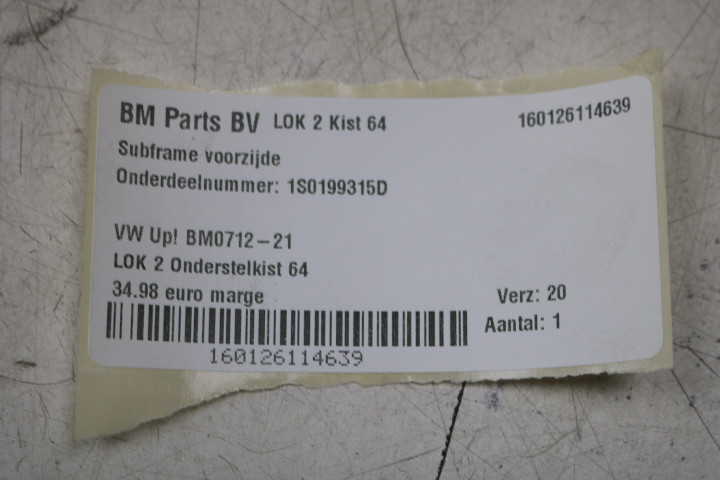 BM Parts BV LOK 2 Kist 64 160126114639
Subframe voorzijde
Onderdeelnummer: 1S0199315D
VW Up! BM0712-21
LOK 2 Onderstelkist 64
34.98 euro marge Verz: 20
Aantal: 1
160126114639